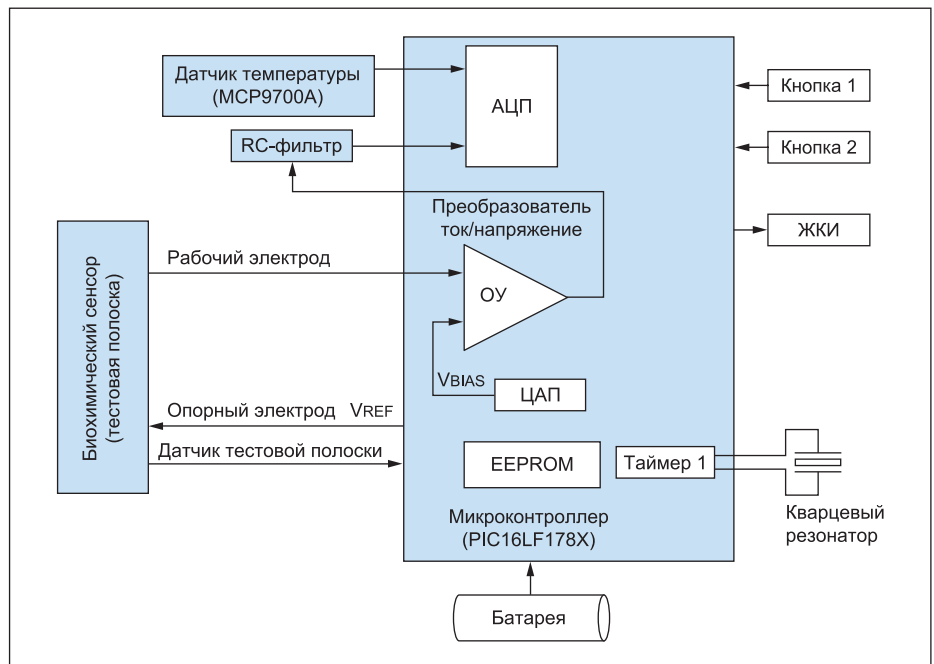 Датчик температуры
(MCP9700A)
АЦП
Кнопка 1
RC-фильтр
Кнопка 2
Преобразователь
ток/напряжение
ЖКИ
Биохимический сенсор
(тестовая полоска)
Рабочий электрод
ОУ
VBIAS
ЦАП
Опорный электрод VREF
Датчик тестовой полоски
EEPROM
Таймер 1
Кварцевый
резонатор
Микроконтроллер
(PIC16LF178X)
Батарея